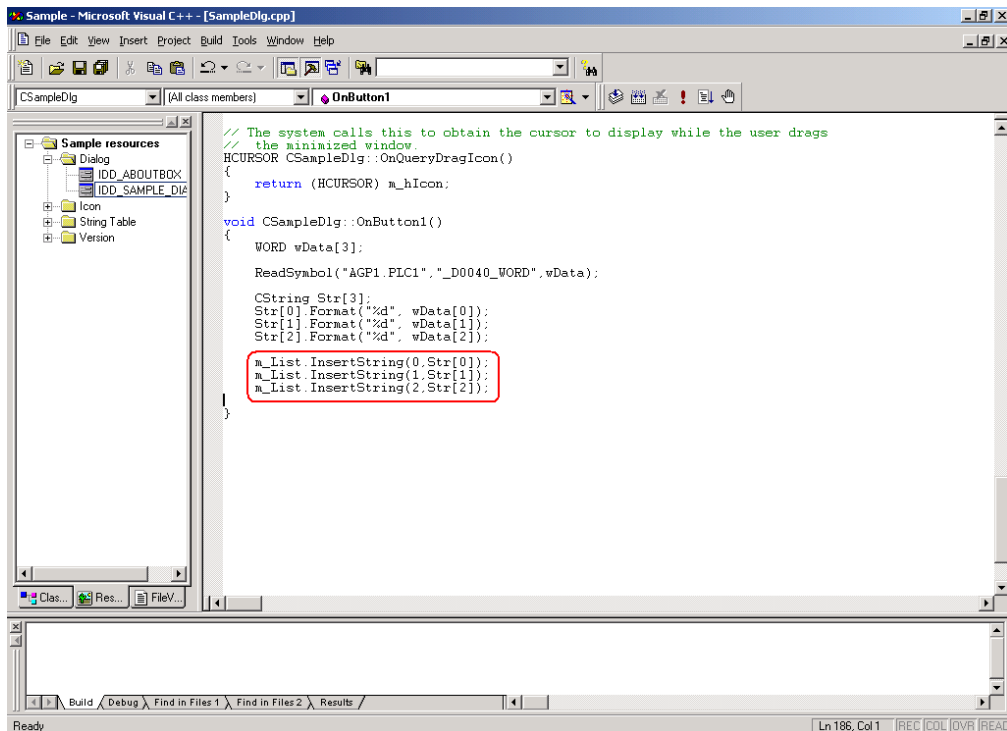 Sample - Microsoft Visual C++ - [SampleDlg.cpp]
File Edit View Insert Project Build Tools Window Help
CSampleDlg (All class members) OnButton1
Sample resources
Dialog
IDD_ABOUTBOX
IDD_SAMPLE_DIA
Icon
String Table
Version
// The system calls this to obtain the cursor to display while the user drags
//  the minimized window.
HCURSOR CSampleDlg::OnQueryDragIcon()
{
    return (HCURSOR) m_hIcon;
}
void CSampleDlg::OnButton1()
{
    WORD wData[3];
    ReadSymbol("AGP1.PLC1","_D0040_WORD",wData);
    CString Str[3];
    Str[0].Format("%d", wData[0]);
    Str[1].Format("%d", wData[1]);
    Str[2].Format("%d", wData[2]);
    m_List.InsertString(0,Str[0]);
    m_List.InsertString(1,Str[1]);
    m_List.InsertString(2,Str[2]);
}
Clas... Res... FileV...
Build Debug Find in Files 1 Find in Files 2 Results
Ready Ln 186, Col 1 REC COL OVR READ